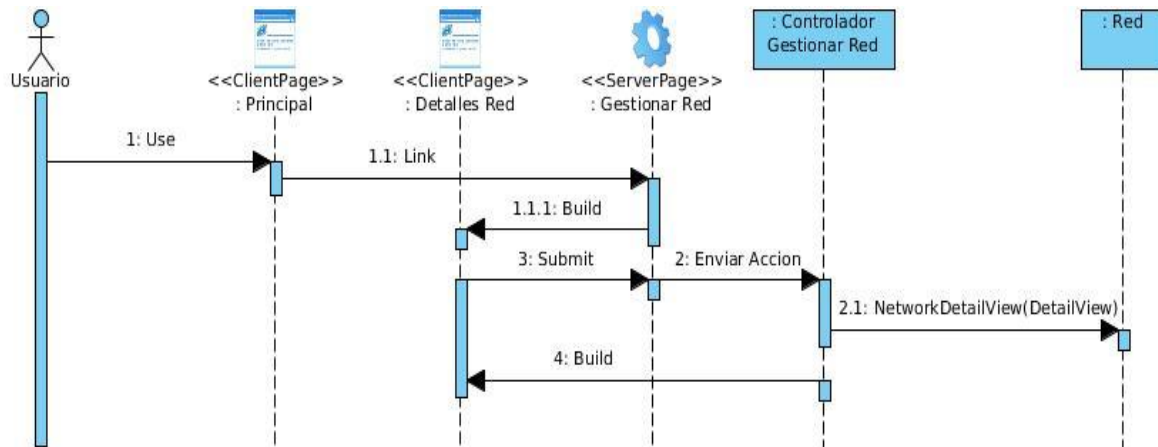 : Controlador
Gestionar Red
: Red
Usuario
<<ClientPage>>
: Principal
<<ClientPage>>
: Detalles Red
<<ServerPage>>
: Gestionar Red
1: Use
1.1: Link
1.1.1: Build
3: Submit
2: Enviar Accion
2.1: NetworkDetailView(DetailView)
4: Build